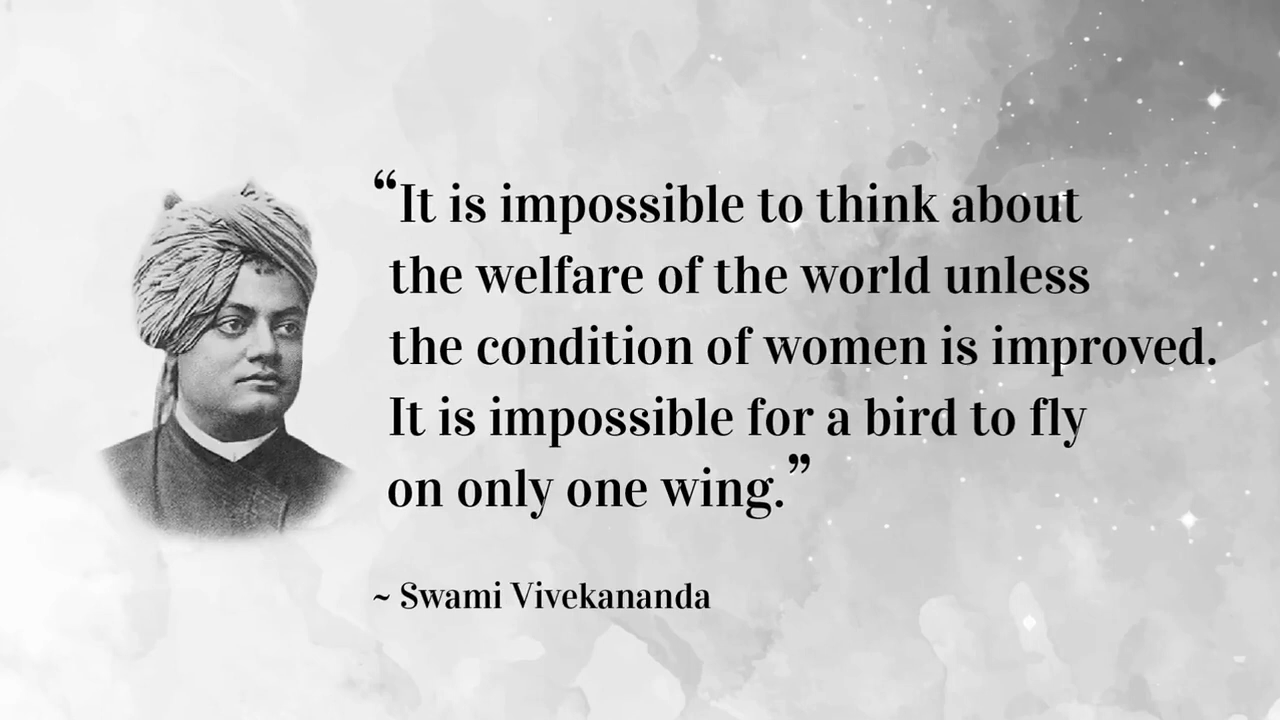 “It is impossible to think about
the welfare of the world unless
the condition of women is improved.
It is impossible for a bird to fly
on only one wing.”
~ Swami Vivekananda